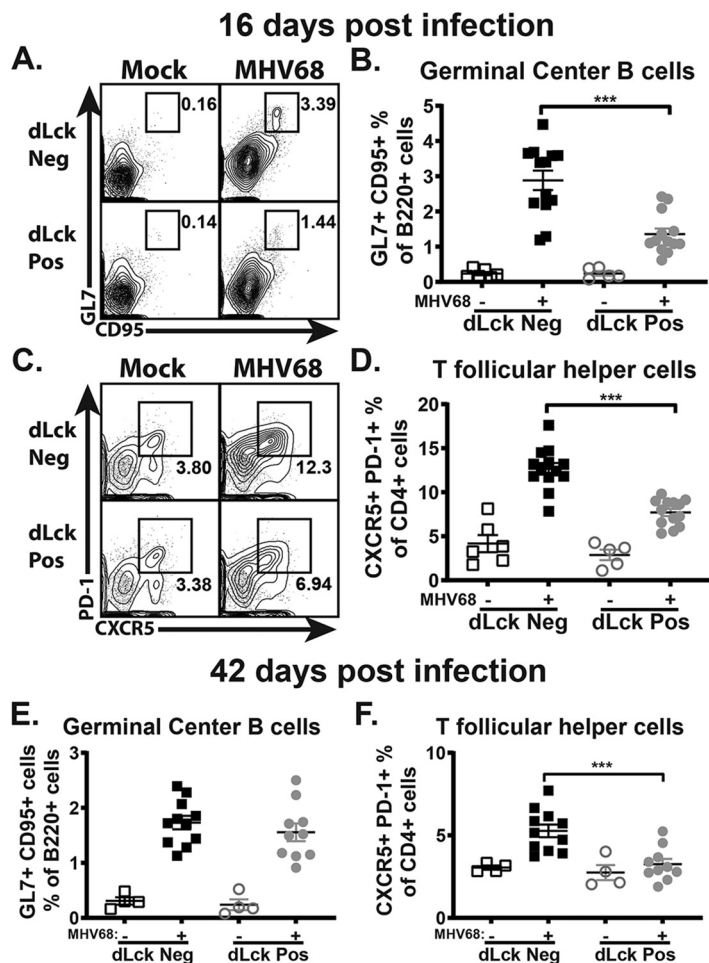 16 days post infection
A.
Mock
MHV68
dLck
Neg
0.16
3.39
dLck
Pos
0.14
1.44
GL7
CD95
B.
Germinal Center B cells
GL7+ CD95+ %
of B220+ cells
5
4
3
2
1
0
***
MHV68
-
+
-
+
dLck Neg
dLck Pos
C.
Mock
MHV68
dLck
Neg
3.80
12.3
dLck
Pos
3.38
6.94
PD-1
CXCR5
D.
T follicular helper cells
CXCR5+ PD-1+ %
of CD4+ cells
20
15
10
5
0
***
MHV68
-
+
-
+
dLck Neg
dLck Pos
42 days post infection
E.
Germinal Center B cells
GL7+ CD95+ cells
% of B220+ cells
3
2
1
0
MHV68:
-
+
-
+
dLck Neg
dLck Pos
F.
T follicular helper cells
CXCR5+ PD-1+ %
of CD4+ cells
10
5
0
***
MHV68:
-
+
-
+
dLck Neg
dLck Pos